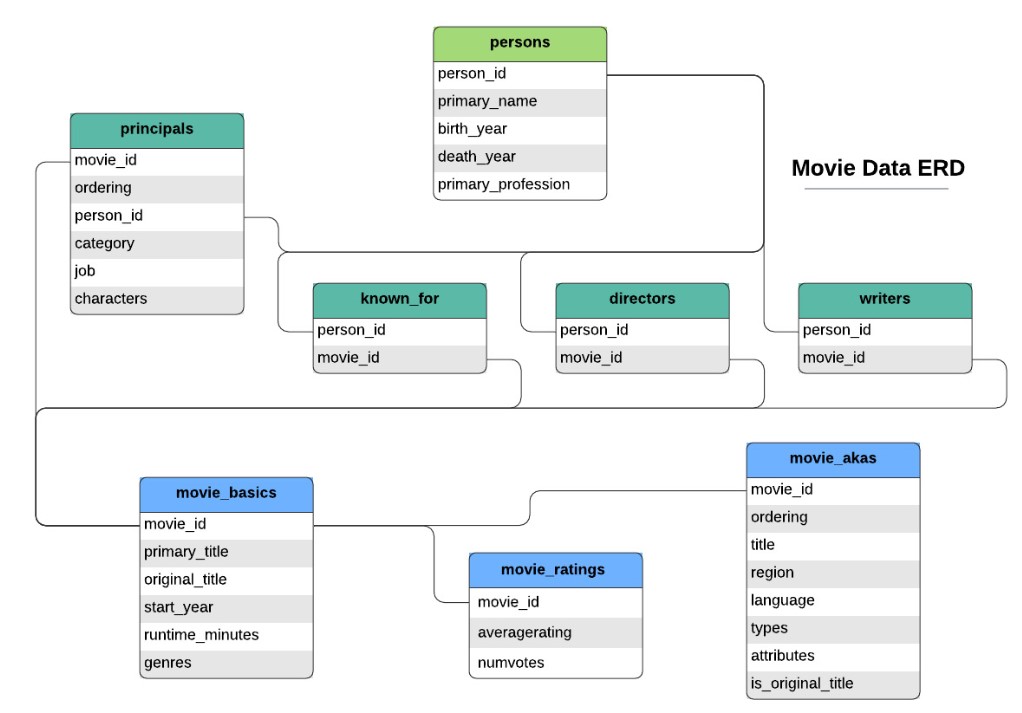 persons
person_id
primary_name
birth_year
death_year
primary_profession
Movie Data ERD
principals
movie_id
ordering
person_id
category
job
characters
known_for
person_id
movie_id
directors
person_id
movie_id
writers
person_id
movie_id
movie_basics
movie_id
primary_title
original_title
start_year
runtime_minutes
genres
movie_ratings
movie_id
averagerating
numvotes
movie_akas
movie_id
ordering
title
region
language
types
attributes
is_original_title